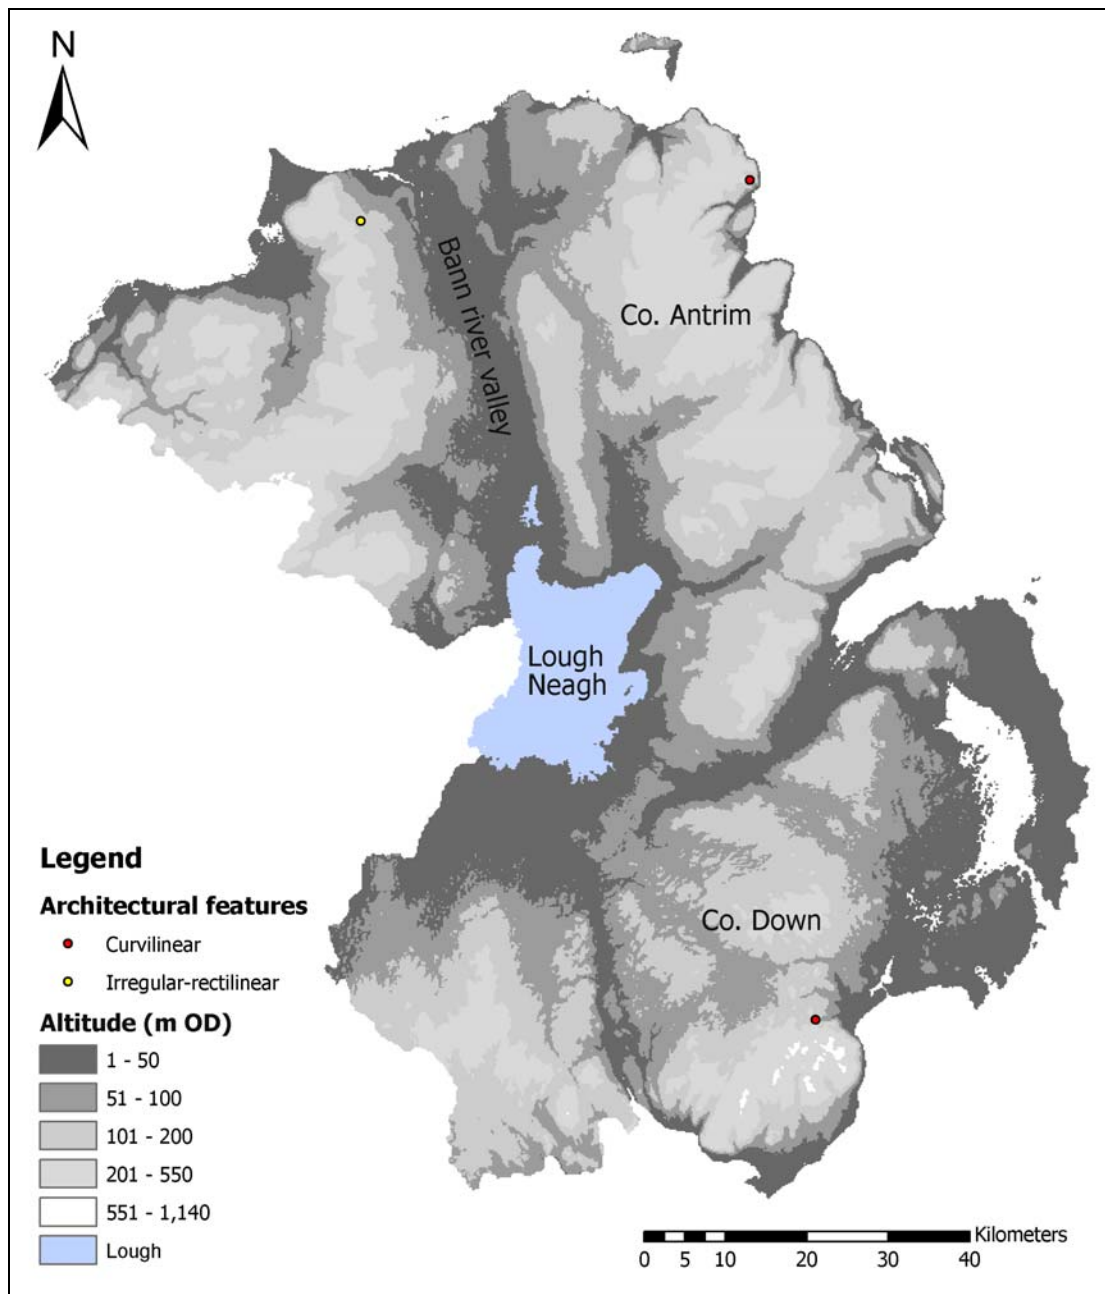 N
Bann river valley
Co. Antrim
Lough
Neagh
Co. Down
Legend
Architectural features
Curvilinear
Irregular-rectilinear
Altitude (m OD)
1 - 50
51 - 100
101 - 200
201 - 550
551 - 1,140
Lough
Kilometers
0 5 10 20 30 40